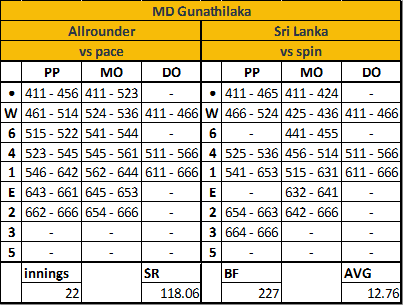 MD Gunathilaka
Allrounder Sri Lanka
vs pace vs spin
PP MO DO PP MO DO
• 411 - 456 411 - 523 - • 411 - 465 411 - 424 -
W 461 - 514 524 - 536 411 - 466 W 466 - 524 425 - 436 411 - 466
6 515 - 522 541 - 544 - 6 - 441 - 455 -
4 523 - 545 545 - 561 511 - 566 4 525 - 536 456 - 514 511 - 566
1 546 - 642 562 - 644 611 - 666 1 541 - 653 515 - 631 611 - 666
E 643 - 661 645 - 653 - E - 632 - 641 -
2 662 - 666 654 - 666 - 2 654 - 663 642 - 666 -
3 - - - 3 664 - 666 - -
5 - - - 5 - - -
innings SR BF AVG
22 118.06 227 12.76